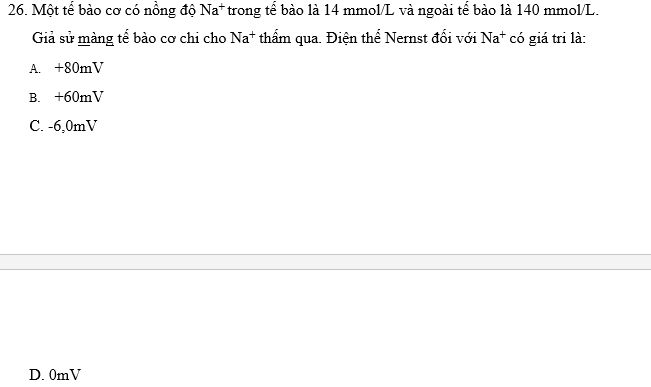 26. Một tế bào cơ có nồng độ Na⁺ trong tế bào là 14 mmol/L và ngoài tế bào là 140 mmol/L.
Giả sử màng tế bào cơ chi cho Na⁺ thấm qua. Điện thế Nernst đối với Na⁺ có giá tri là:
A. +80mV
B. +60mV
C. -6,0mV
D. 0mV